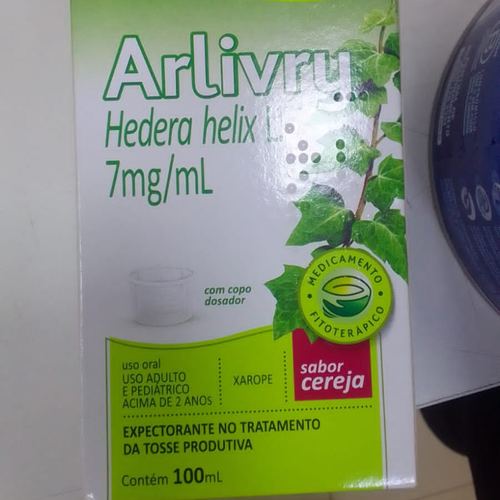 Arlivry
Hedera helix L.
7mg/mL
com copo
dosador
MEDICAMENTO
FITOTERÁPICO
uso oral
USO ADULTO
E PEDIÁTRICO
ACIMA DE 2 ANOS
XAROPE
sabor
cereja
EXPECTORANTE NO TRATAMENTO
DA TOSSE PRODUTIVA
Contém 100mL